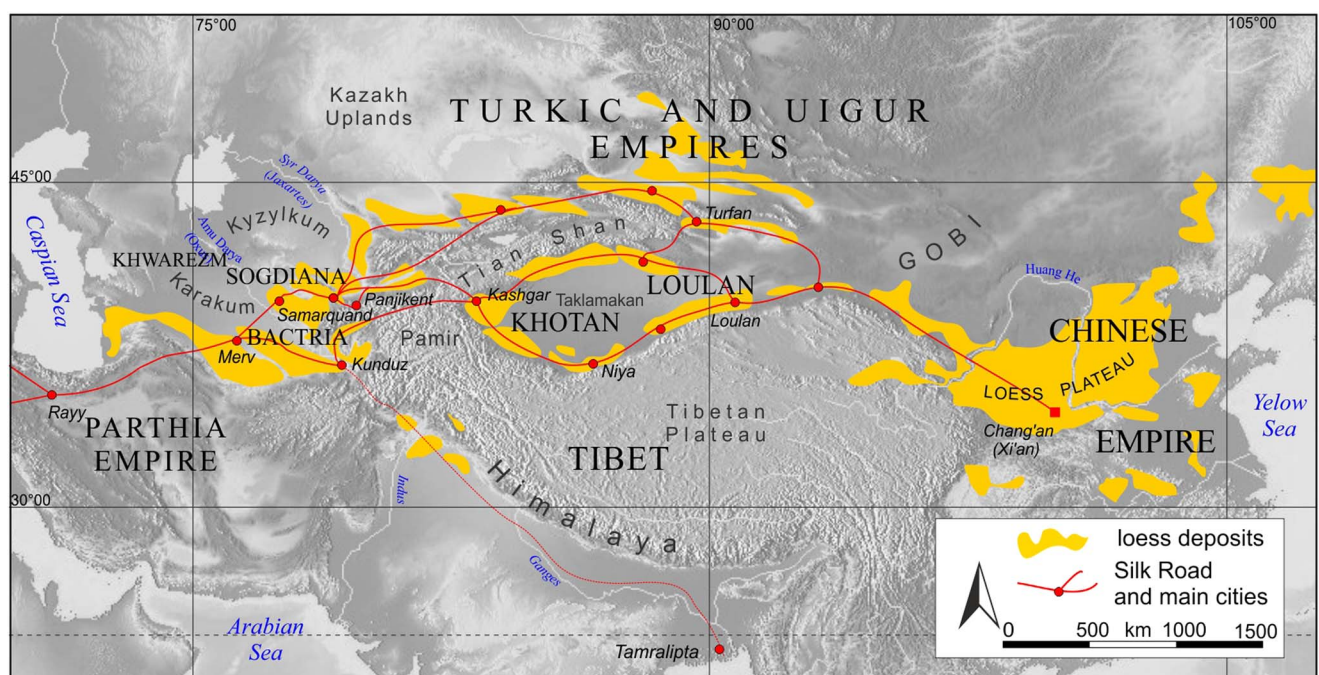 75°00
90°00
105°00
Kazakh
Uplands
TURKIC AND UIGUR
EMPIRES
45°00
Syr Darya
(Jaxartes)
Kyzylkum
Amu Darya
(Oxus)
Caspian Sea
KHWAREZM
Karakum
SOGDIANA
Samarquand
Panjikent
BACTRIA
Merv
Kunduz
Pamir
Tian Shan
Turfan
Kashgar
Taklamakan
LOULAN
KHOTAN
Loulan
Niya
GOBI
Huang He
CHINESE
LOESS PLATEAU
Chang'an
(Xi'an)
EMPIRE
Yelow
Sea
Rayy
PARTHIA
EMPIRE
Tibetan
Plateau
TIBET
Himalaya
Indus
30°00
Ganges
Arabian
Sea
Tamralipta
loess deposits
Silk Road
and main cities
0 500 km 1000 1500